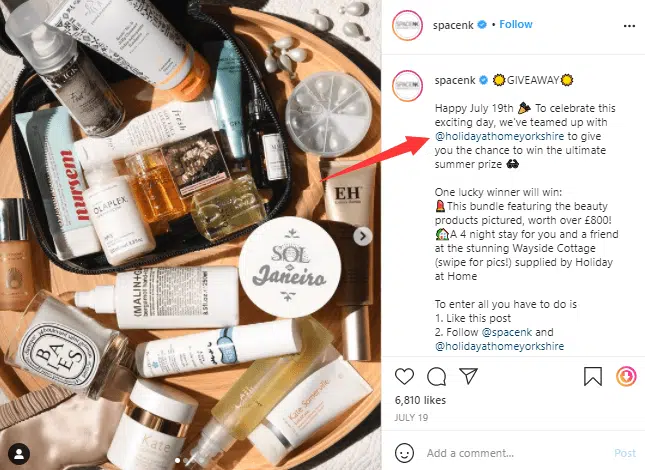 spacenk • Follow
spacenk 🌞GIVEAWAY🌞
Happy July 19th 🎉 To celebrate this
exciting day, we've teamed up with
@holidayathomeyorkshire to give
you the chance to win the ultimate
summer prize
One lucky winner will win:
💄This bundle featuring the beauty
products pictured, worth over £800!
🏡A 4 night stay for you and a friend
at the stunning Wayside Cottage
(swipe for pics!) supplied by Holiday
at Home
To enter all you have to do is
1. Like this post
2. Follow @spacenk and
@holidayathomeyorkshire
6,810 likes
JULY 19
Add a comment...
Post
fresh
nursem
OLAPLEX
EH
SOL
de
Janeiro
(MALIN+G
BAIES
Kate Somerville
Kate